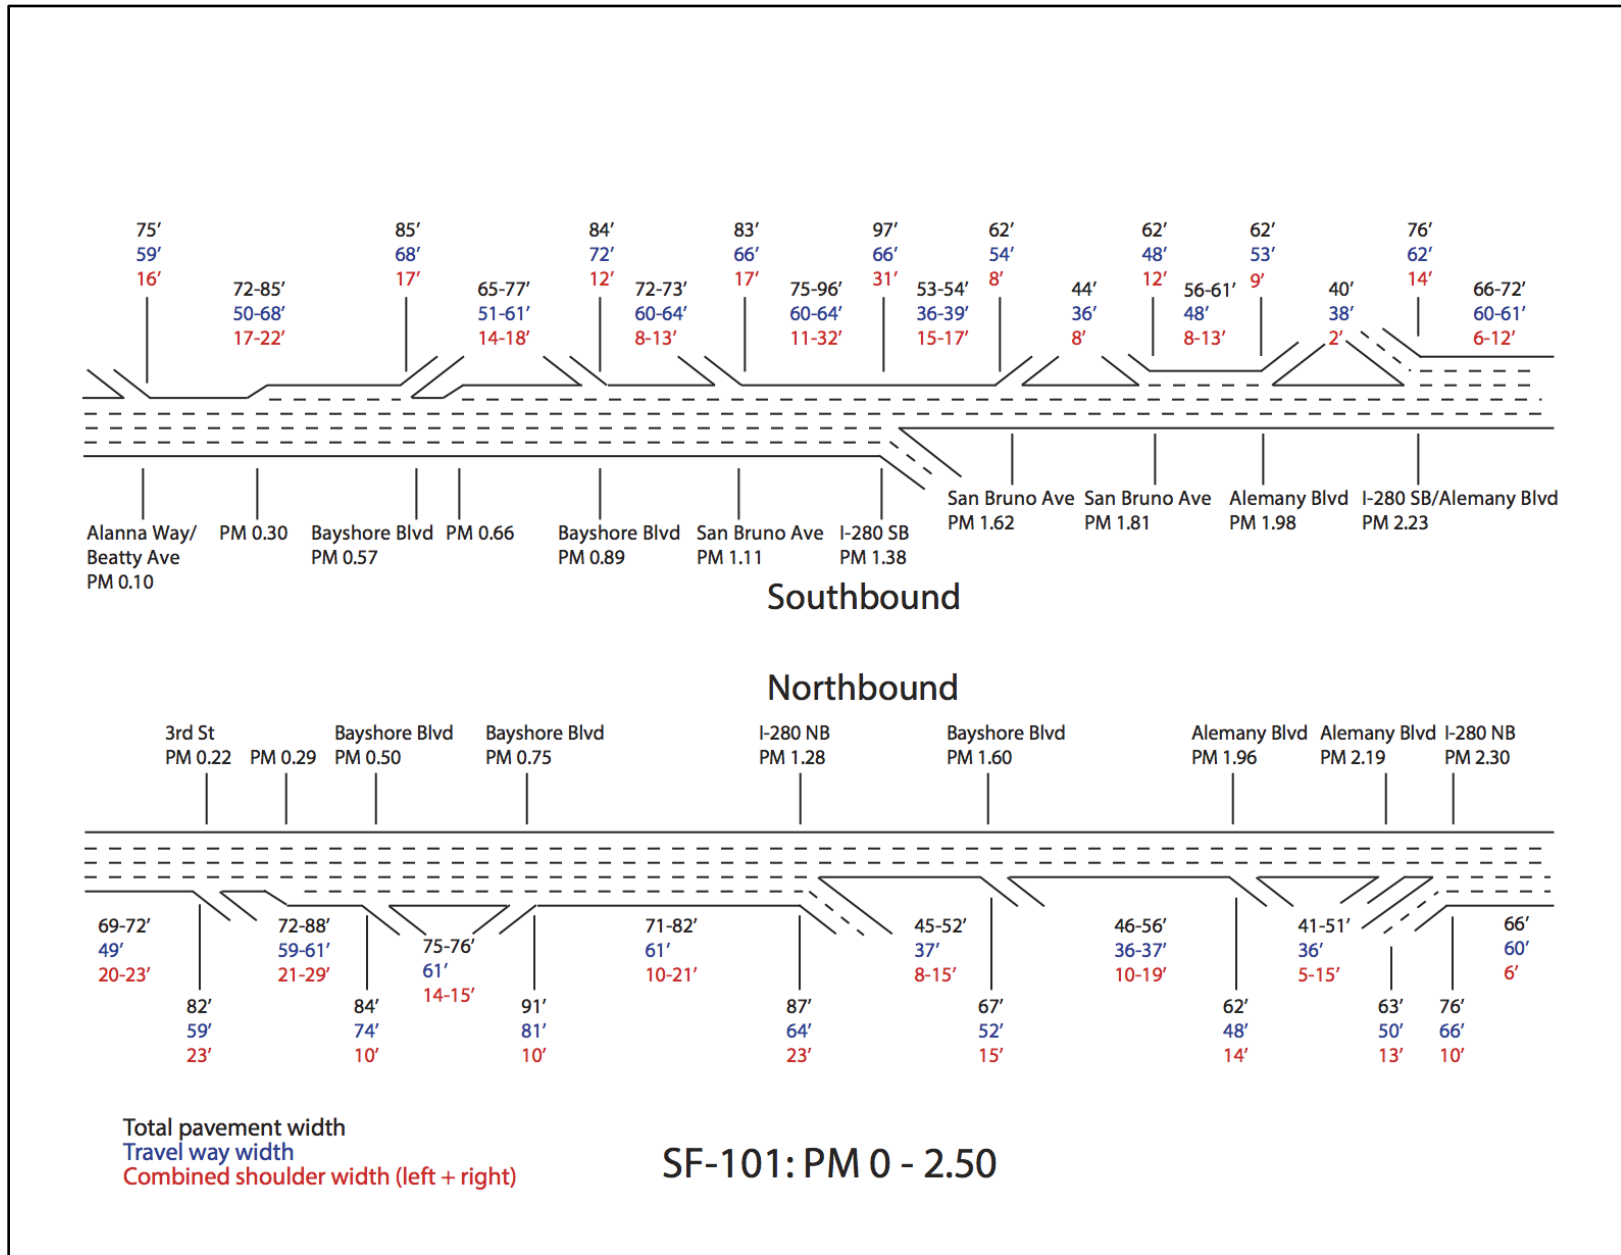 75’ 85’ 84’ 83’ 97’ 62’ 62’ 62’ 76’
59’ 68’ 72’ 66’ 66’ 54’ 48’ 53’ 62’
16’ 17’ 12’ 17’ 31’ 8’ 12’ 9’ 14’
72-85’ 65-77’ 72-73’ 75-96’ 53-54’ 44’ 56-61’ 40’ 66-72’
50-68’ 51-61’ 60-64’ 60-64’ 36-39’ 36’ 48’ 38’ 60-61’
17-22’ 14-18’ 8-13’ 11-32’ 15-17’ 8’ 8-13’ 2’ 6-12’
San Bruno Ave San Bruno Ave Alemany Blvd I-280 SB/Alemany Blvd
PM 1.62 PM 1.81 PM 1.98 PM 2.23
Alanna Way/ PM 0.30 Bayshore Blvd PM 0.66 Bayshore Blvd San Bruno Ave I-280 SB
Beatty Ave PM 0.57 PM 0.89 PM 1.11 PM 1.38
PM 0.10
Southbound
Northbound
3rd St Bayshore Blvd Bayshore Blvd I-280 NB Bayshore Blvd Alemany Blvd Alemany Blvd I-280 NB
PM 0.22 PM 0.29 PM 0.50 PM 0.75 PM 1.28 PM 1.60 PM 1.96 PM 2.19 PM 2.30
69-72’ 72-88’ 75-76’ 71-82’ 45-52’ 46-56’ 41-51’ 66’
49’ 59-61’ 61’ 61’ 37’ 36-37’ 36’ 60’
20-23’ 21-29’ 14-15’ 10-21’ 8-15’ 10-19’ 5-15’ 6’
82’ 84’ 91’ 87’ 67’ 62’ 63’ 76’
59’ 74’ 81’ 64’ 52’ 48’ 50’ 66’
23’ 10’ 10’ 23’ 15’ 14’ 13’ 10’
Total pavement width
Travel way width
Combined shoulder width (left + right)
SF-101: PM 0 - 2.50